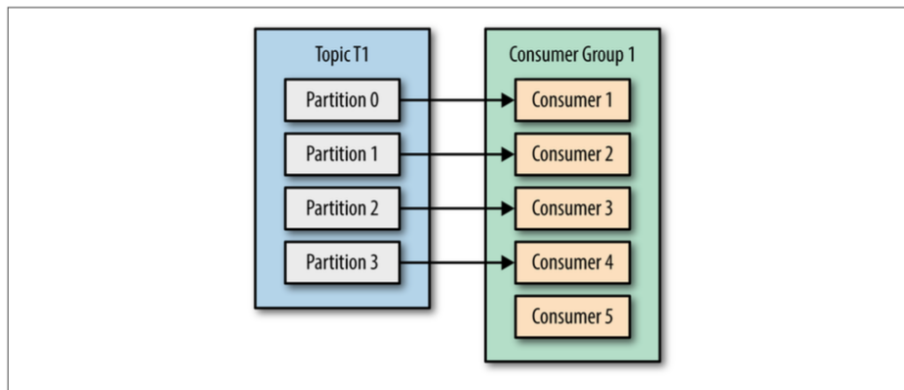 Topic T1
Partition 0
Partition 1
Partition 2
Partition 3
Consumer Group 1
Consumer 1
Consumer 2
Consumer 3
Consumer 4
Consumer 5